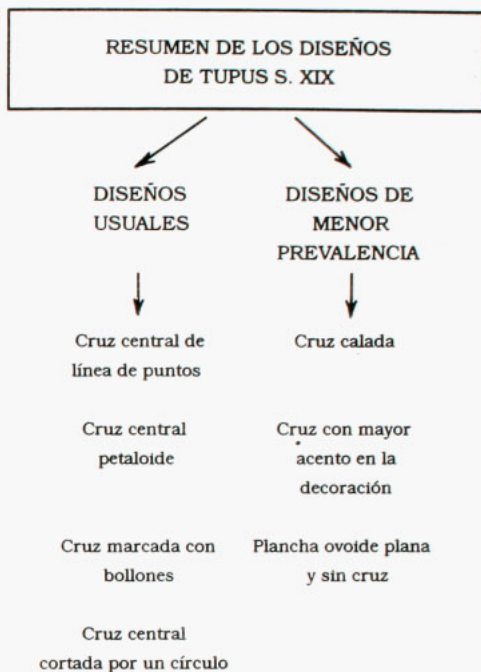 RESUMEN DE LOS DISEÑOS
DE TUPUS S. XIX
DISEÑOS
USUALES
Cruz central de
línea de puntos
Cruz central
petaloide
Cruz marcada con
bollones
Cruz central
cortada por un círculo
DISEÑOS DE
MENOR
PREVALENCIA
Cruz calada
Cruz con mayor
acento en la
decoración
Plancha ovoide plana
y sin cruz